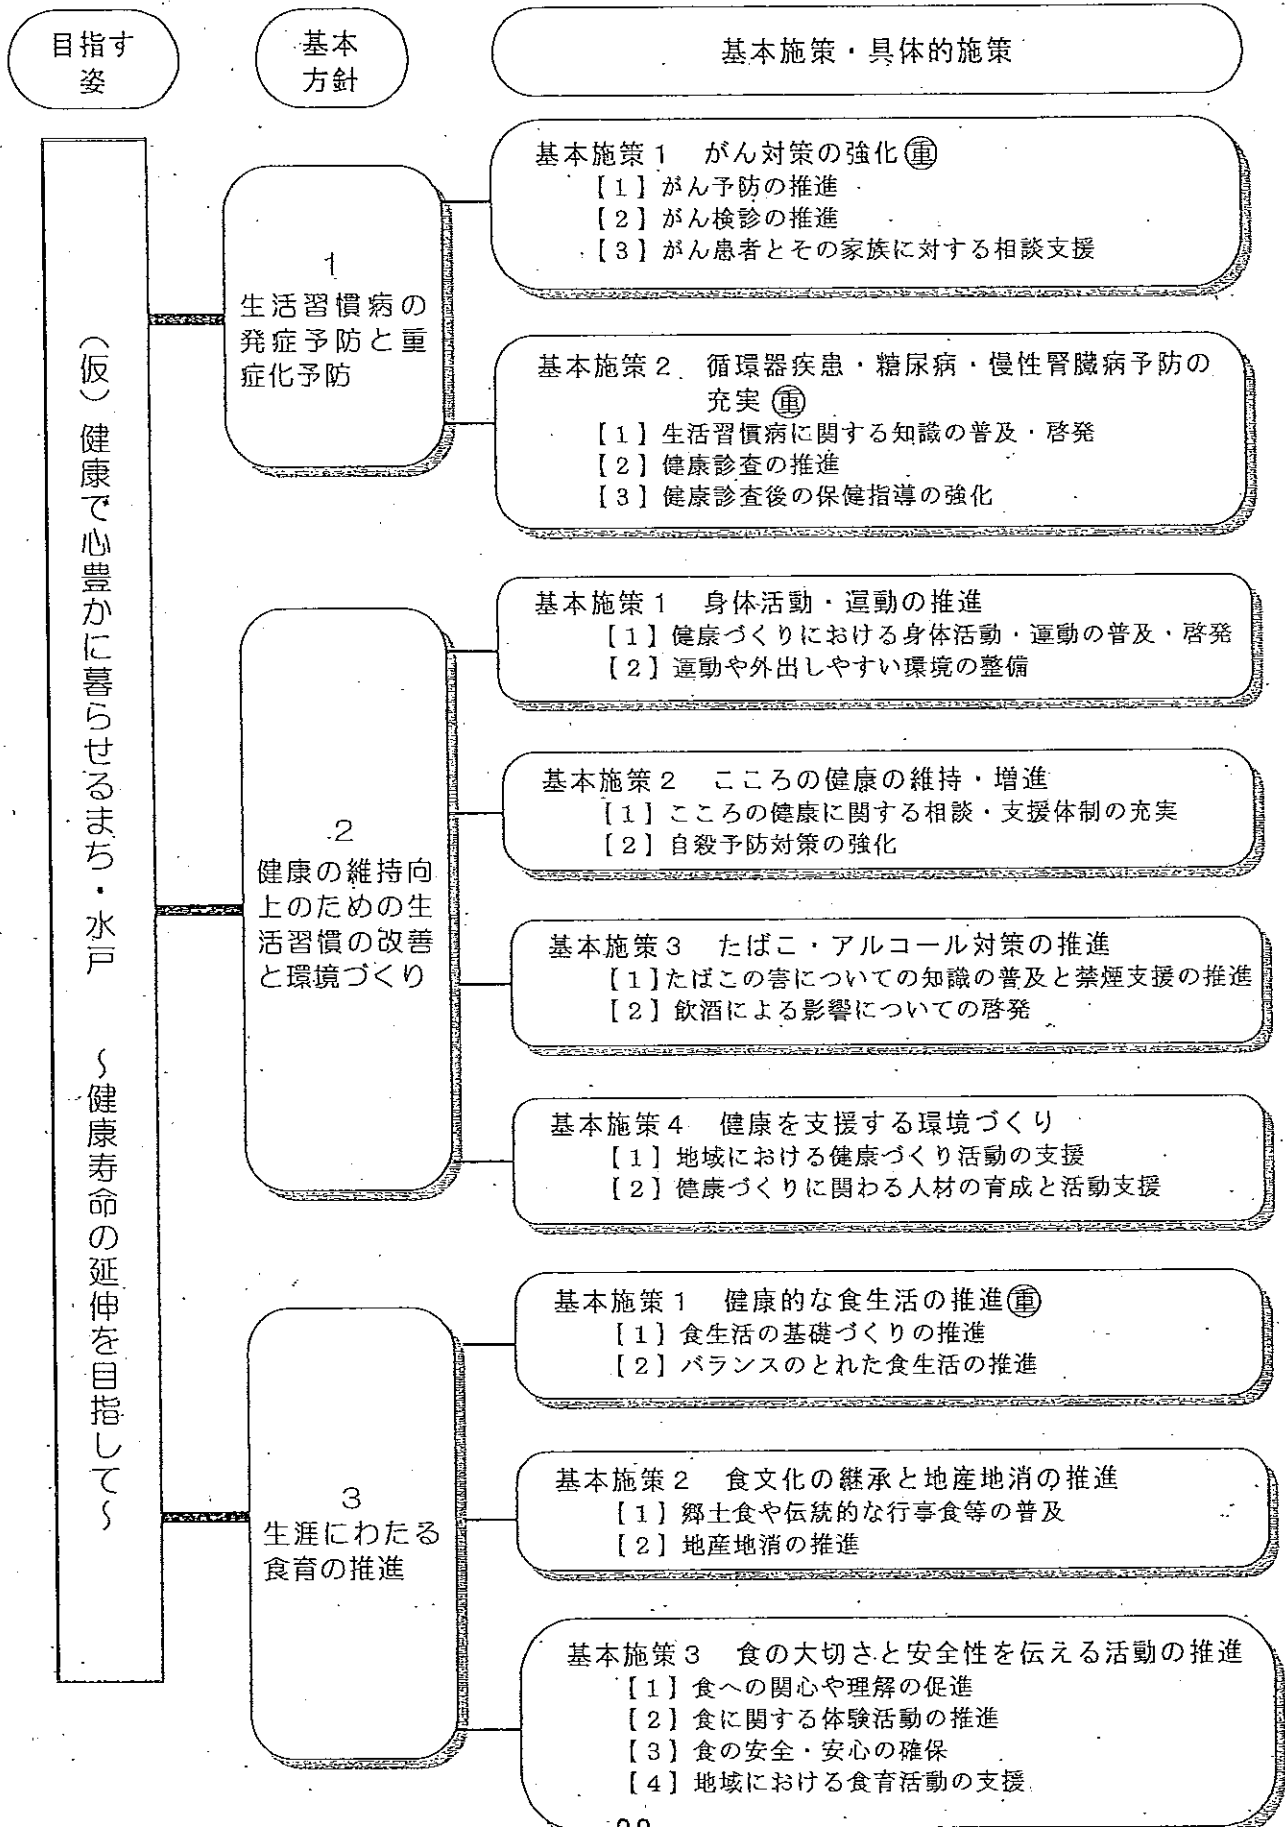 目指す
姿
基本
方針
基本施策・具体的施策
(仮)健康で心豊かに暮らせるまち・水戸　～健康寿命の延伸を目指して～
1
生活習慣病の
発症予防と重
症化予防
基本施策1　がん対策の強化㊥
【1】がん予防の推進
【2】がん検診の推進
【3】がん患者とその家族に対する相談支援
基本施策2　循環器疾患・糖尿病・慢性腎臓病予防の
充実 重
【1】生活習慣病に関する知識の普及・啓発
【2】健康診査の推進
【3】健康診査後の保健指導の強化
2
健康の維持向
上のための生
活習慣の改善
と環境づくり
基本施策1　身体活動・運動の推進
【1】健康づくりにおける身体活動・運動の普及・啓発
【2】運動や外出しやすい環境の整備
基本施策2　こころの健康の維持・増進
【1】こころの健康に関する相談・支援体制の充実
【2】自殺予防対策の強化
基本施策3　たばこ・アルコール対策の推進
【1】たばこの害についての知識の普及と禁煙支援の推進
【2】飲酒による影響についての啓発
基本施策4　健康を支援する環境づくり
【1】地域における健康づくり活動の支援
【2】健康づくりに関わる人材の育成と活動支援
3
生涯にわたる
食育の推進
基本施策1　健康的な食生活の推進 重
【1】食生活の基礎づくりの推進
【2】バランスのとれた食生活の推進
基本施策2　食文化の継承と地産地消の推進
【1】郷土食や伝統的な行事食等の普及
【2】地産地消の推進
基本施策3　食の大切さと安全性を伝える活動の推進
【1】食への関心や理解の促進
【2】食に関する体験活動の推進
【3】食の安全・安心の確保
【4】地域における食育活動の支援